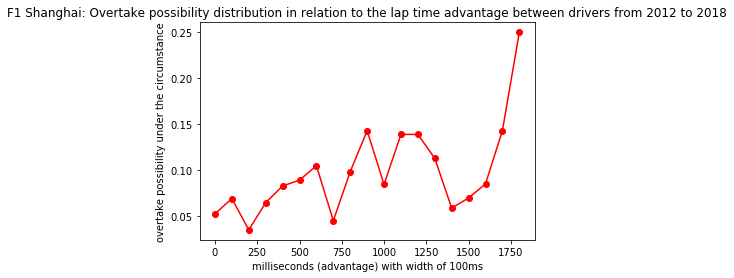 F1 Shanghai: Overtake possibility distribution in relation to the lap time advantage between drivers from 2012 to 2018
overtake possibility under the circumstance
0.25
0.20
0.15
0.10
0.05
0 250 500 750 1000 1250 1500 1750
milliseconds (advantage) with width of 100ms